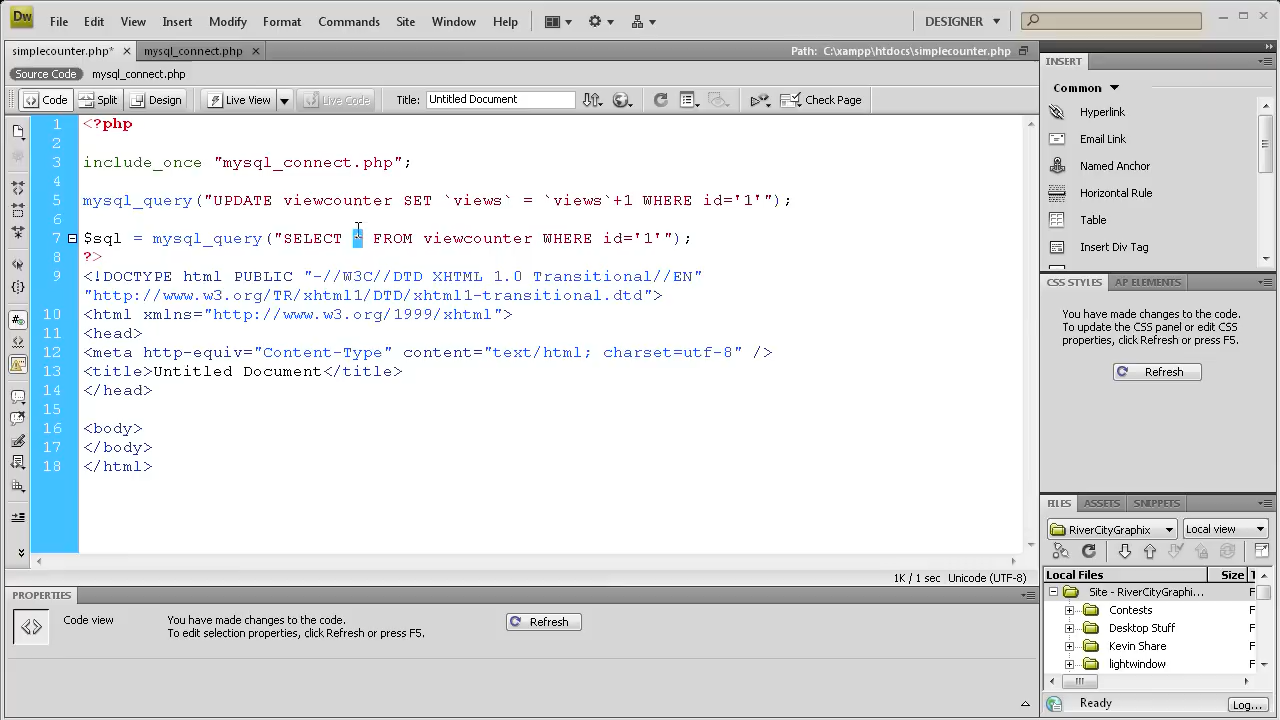 Dw File Edit View Insert Modify Format Commands Site Window Help DESIGNER
simplecounter.php* mysql_connect.php Path: C:\xampp\htdocs\simplecounter.php
Source Code mysql_connect.php
Code Split Design Live View Live Code Title: Untitled Document Check Page
1 <?php
2
3 include_once "mysql_connect.php";
4
5 mysql_query("UPDATE viewcounter SET `views` = `views`+1 WHERE id='1'");
6
7 $sql = mysql_query("SELECT * FROM viewcounter WHERE id='1'");
8 ?>
9 <!DOCTYPE html PUBLIC "-//W3C//DTD XHTML 1.0 Transitional//EN"
"http://www.w3.org/TR/xhtml1/DTD/xhtml1-transitional.dtd">
10 <html xmlns="http://www.w3.org/1999/xhtml">
11 <head>
12 <meta http-equiv="Content-Type" content="text/html; charset=utf-8" />
13 <title>Untitled Document</title>
14 </head>
15
16 <body>
17 </body>
18 </html>
1K / 1 sec Unicode (UTF-8)
PROPERTIES
Code view
You have made changes to the code.
To edit selection properties, click Refresh or press F5.
Refresh
INSERT
Common
Hyperlink
Email Link
Named Anchor
Horizontal Rule
Table
Insert Div Tag
CSS STYLES AP ELEMENTS
You have made changes to the code.
To update the CSS panel or edit CSS
properties, click Refresh or press F5.
Refresh
FILES ASSETS SNIPPETS
RiverCityGraphix Local view
Local Files Size T
Site - RiverCityGraphi... F
Contests F
Desktop Stuff F
Kevin Share F
lightwindow F
Ready Log...